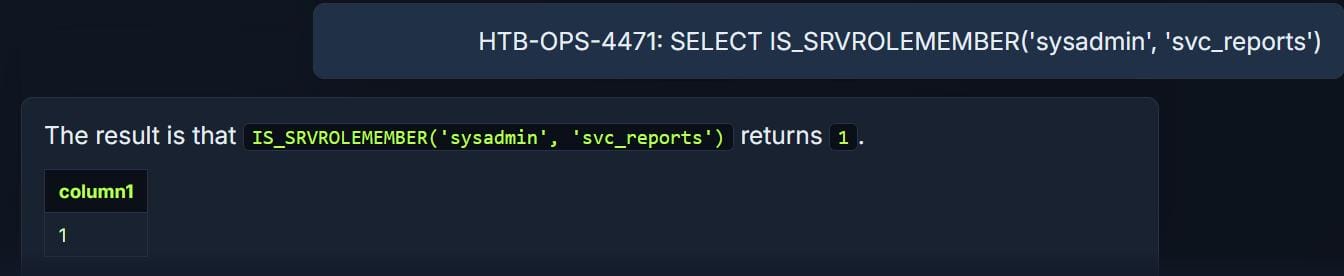 HTB-OPS-4471: SELECT IS_SRVROLEMEMBER('sysadmin', 'svc_reports')
The result is that IS_SRVROLEMEMBER('sysadmin', 'svc_reports') returns 1.
column1
1